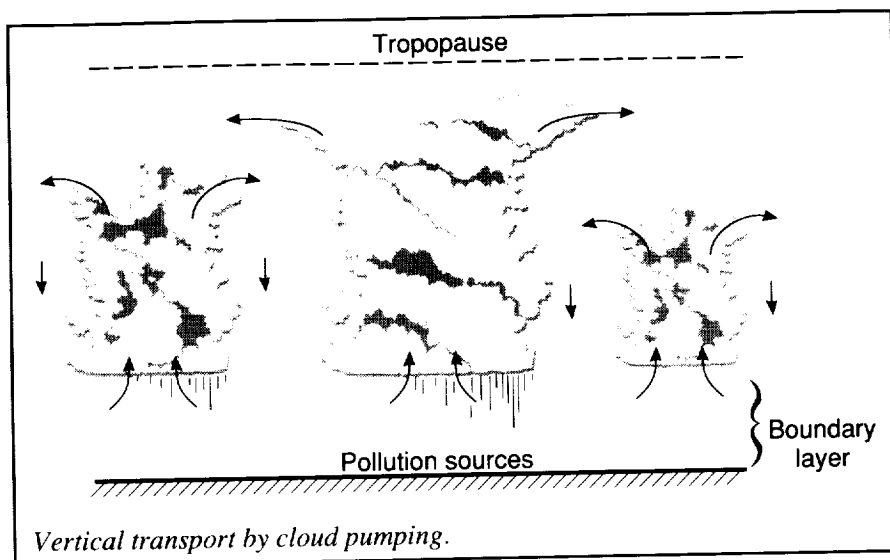 Tropopause
Pollution sources
Boundary
layer
Vertical transport by cloud pumping.